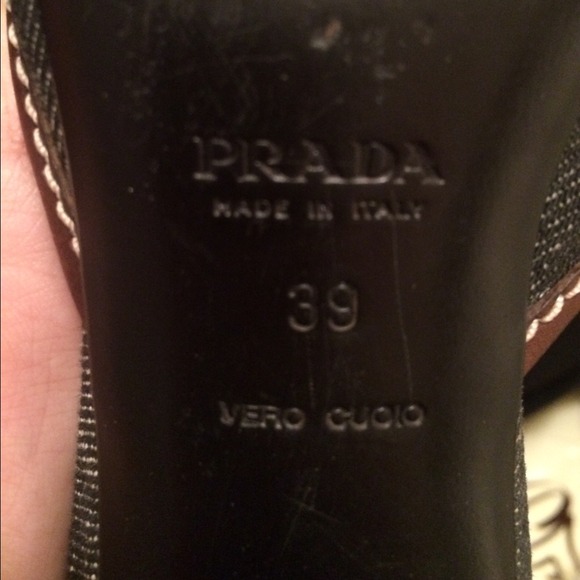 PRADA
MADE IN ITALY
39
VERO CUOIO